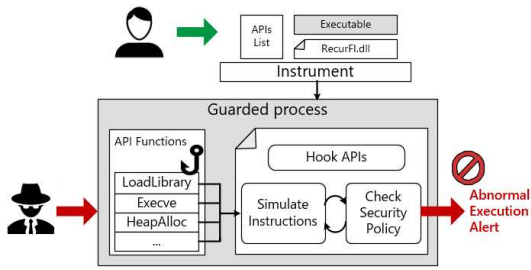 APIs
List
Executable
RecurFI.dll
Instrument
Guarded process
API Functions
LoadLibrary
Execve
HeapAlloc
...
Hook APIs
Simulate
Instructions
Check
Security
Policy
Abnormal
Execution
Alert